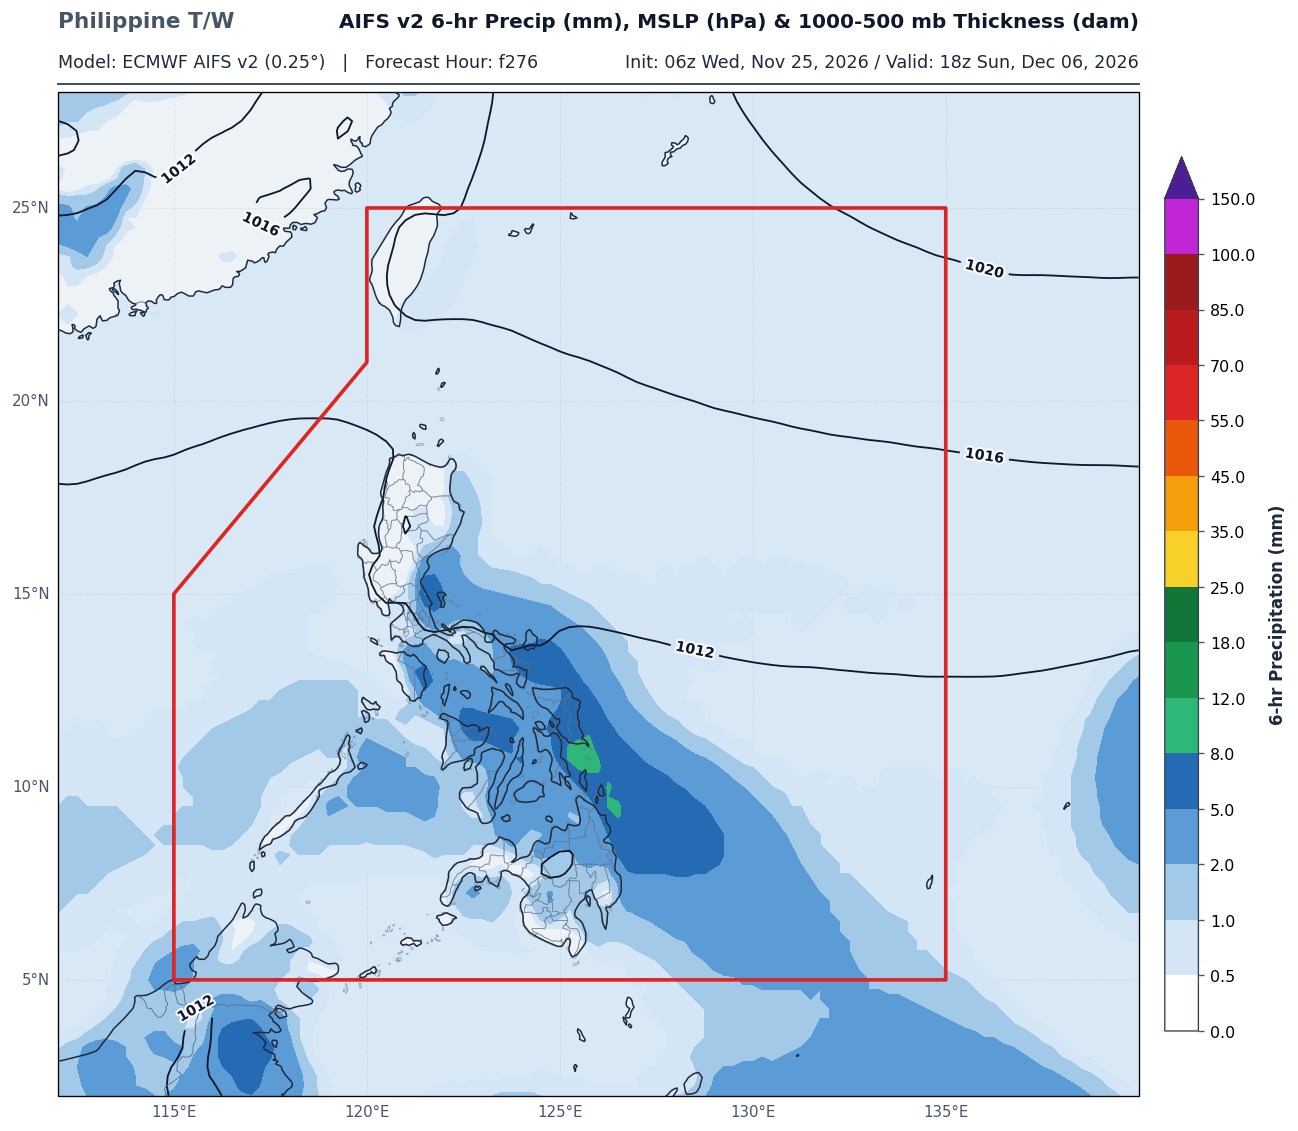 Philippine T/W
AIFS v2 6-hr Precip (mm), MSLP (hPa) & 1000-500 mb Thickness (dam)
Model: ECMWF AIFS v2 (0.25°) | Forecast Hour: f276
Init: 06z Wed, Nov 25, 2026 / Valid: 18z Sun, Dec 06, 2026
1012
1016
1020
1016
1012
1012
25°N
20°N
15°N
10°N
5°N
115°E
120°E
125°E
130°E
135°E
150.0
100.0
85.0
70.0
55.0
45.0
35.0
25.0
18.0
12.0
8.0
5.0
2.0
1.0
0.5
0.0
6-hr Precipitation (mm)